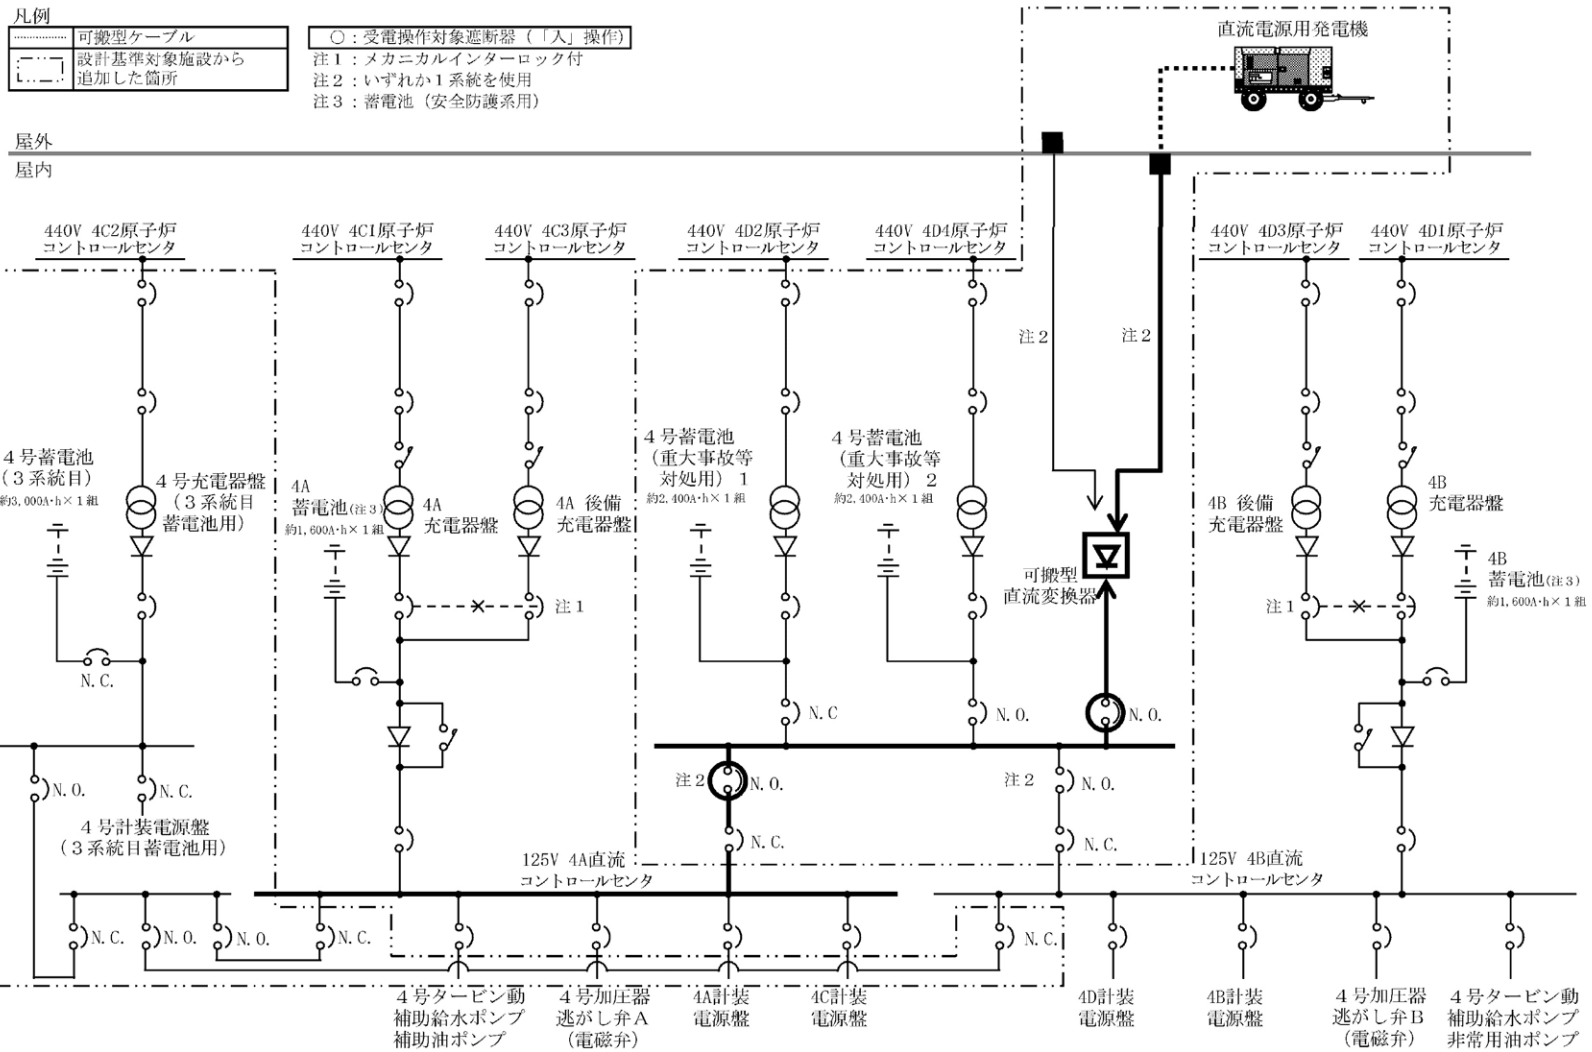 凡例
可搬型ケーブル
設計基準対象施設から
追加した箇所
○：受電操作対象遮断器（「入」操作）
注１：メカニカルインターロック付
注２：いずれか１系統を使用
注３：蓄電池（安全防護系用）
直流電源用発電機
屋外
屋内
440V 4C2原子炉
コントロールセンタ
440V 4C1原子炉
コントロールセンタ
440V 4C3原子炉
コントロールセンタ
440V 4D2原子炉
コントロールセンタ
440V 4D4原子炉
コントロールセンタ
440V 4D3原子炉
コントロールセンタ
440V 4D1原子炉
コントロールセンタ
注２
注２
４号蓄電池
（３系統目）
約3,000A·h×１組
４号充電器盤
（３系統目
蓄電池用）
4A
蓄電池(注３)
約1,600A·h×１組
4A
充電器盤
4A 後備
充電器盤
４号蓄電池
（重大事故等
対処用）１
約2,400A·h×１組
４号蓄電池
（重大事故等
対処用）２
約2,400A·h×１組
4B 後備
充電器盤
4B
充電器盤
4B
蓄電池(注３)
約1,600A·h×１組
可搬型
直流変換器
注１
注１
N.C.
N.C
N.O.
N.O.
N.O.
N.C.
注２
N.O.
注２
N.O.
４号計装電源盤
（３系統目蓄電池用）
N.C.
N.C.
125V 4A直流
コントロールセンタ
125V 4B直流
コントロールセンタ
N.C.
N.O.
N.O.
N.C.
N.C.
４号タービン動
補助給水ポンプ
補助油ポンプ
４号加圧器
逃がし弁Ａ
（電磁弁）
4A計装
電源盤
4C計装
電源盤
4D計装
電源盤
4B計装
電源盤
４号加圧器
逃がし弁Ｂ
（電磁弁）
４号タービン動
補助給水ポンプ
非常用油ポンプ